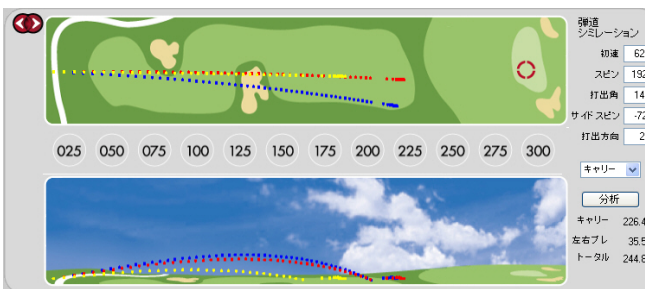 弾道
シミレーション
初速 62
スピン 192
打出角 14
サイドスピン -72
打出方向 2
025 050 075 100 125 150 175 200 225 250 275 300
キャリー
分析
キャリー 226.4
左右ブレ 35.5
トータル 244.8